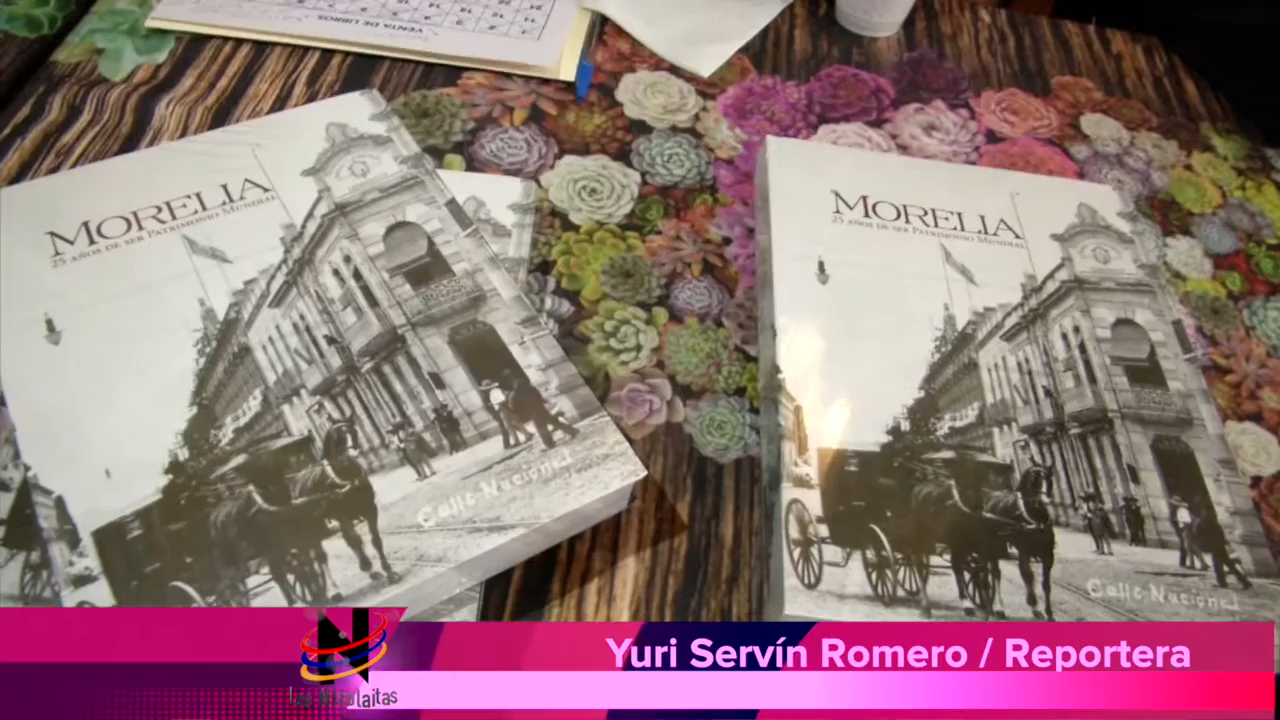 VENTA DE LIBROS
MORELIA
25 AÑOS DE SER PATRIMONIO MUNDIAL
Calle Nacional
MORELIA
25 AÑOS DE SER PATRIMONIO MUNDIAL
Calle Nacional
N
Yuri Servín Romero / Reportera